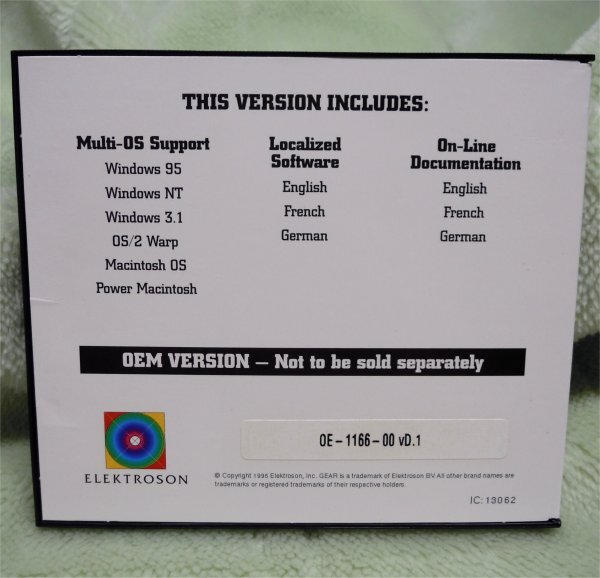 THIS VERSION INCLUDES:
Multi-OS Support
Windows 95
Windows NT
Windows 3.1
OS/2 Warp
Macintosh OS
Power Macintosh
Localized
Software
English
French
German
On-Line
Documentation
English
French
German
OEM VERSION – Not to be sold separately
ELEKTROSON
OE-1166-00 vD.1
© Copyright 1996 Elektroson, Inc. GEAR is a trademark of Elektroson BV. All other brand names are
trademarks or registered trademarks of their respective holders.
IC: 13062